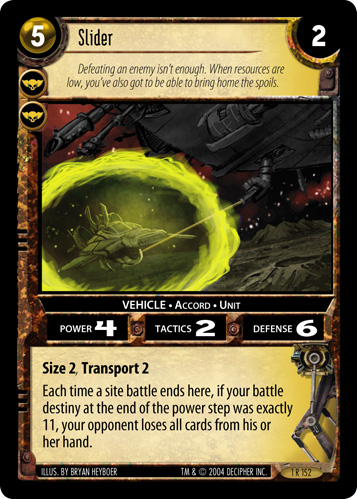 5 Slider 2
Defeating an enemy isn't enough. When resources are
low, you've also got to be able to bring home the spoils.
VEHICLE • ACCORD • UNIT
POWER 4 TACTICS 2 DEFENSE 6
Size 2, Transport 2
Each time a site battle ends here, if your battle
destiny at the end of the power step was exactly
11, your opponent loses all cards from his or
her hand.
ILLUS. BY BRYAN HEYBOER TM & © 2004 DECIPHER INC. 1 R 152